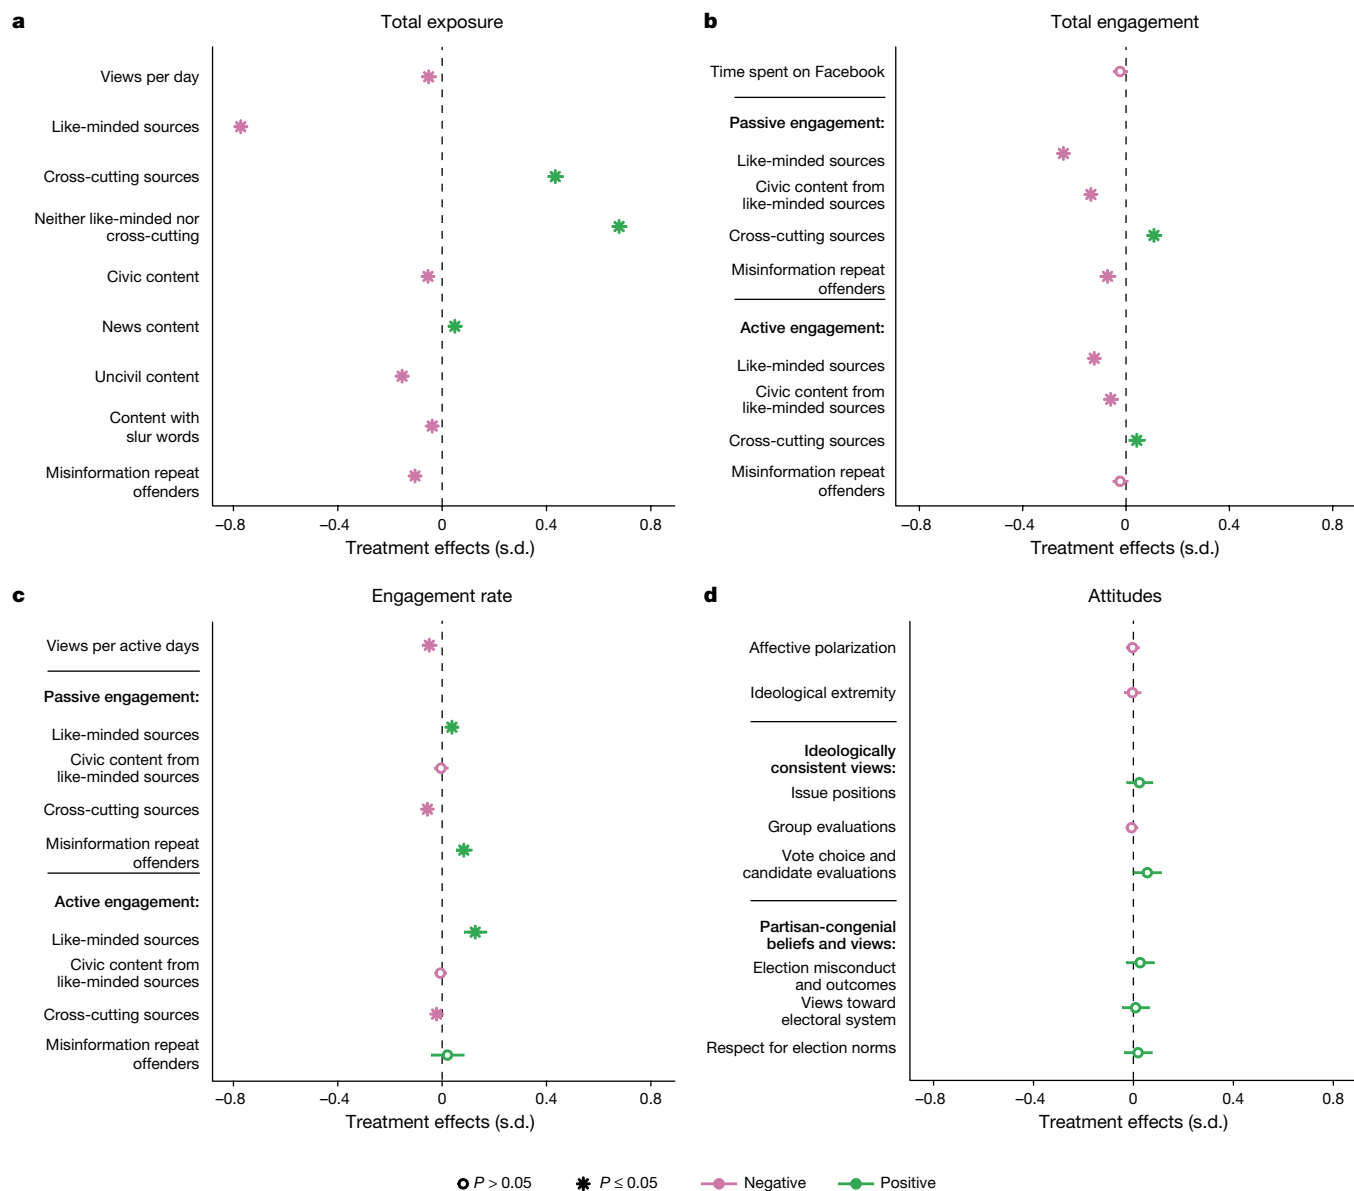 a
Total exposure
Views per day
Like-minded sources
Cross-cutting sources
Neither like-minded nor
cross-cutting
Civic content
News content
Uncivil content
Content with
slur words
Misinformation repeat
offenders
−0.8 −0.4 0 0.4 0.8
Treatment effects (s.d.)
b
Total engagement
Time spent on Facebook
Passive engagement:
Like-minded sources
Civic content from
like-minded sources
Cross-cutting sources
Misinformation repeat
offenders
Active engagement:
Like-minded sources
Civic content from
like-minded sources
Cross-cutting sources
Misinformation repeat
offenders
−0.8 −0.4 0 0.4 0.8
Treatment effects (s.d.)
c
Engagement rate
Views per active days
Passive engagement:
Like-minded sources
Civic content from
like-minded sources
Cross-cutting sources
Misinformation repeat
offenders
Active engagement:
Like-minded sources
Civic content from
like-minded sources
Cross-cutting sources
Misinformation repeat
offenders
−0.8 −0.4 0 0.4 0.8
Treatment effects (s.d.)
d
Attitudes
Affective polarization
Ideological extremity
Ideologically
consistent views:
Issue positions
Group evaluations
Vote choice and
candidate evaluations
Partisan-congenial
beliefs and views:
Election misconduct
and outcomes
Views toward
electoral system
Respect for election norms
−0.8 −0.4 0 0.4 0.8
Treatment effects (s.d.)
P > 0.05 P ≤ 0.05 Negative Positive